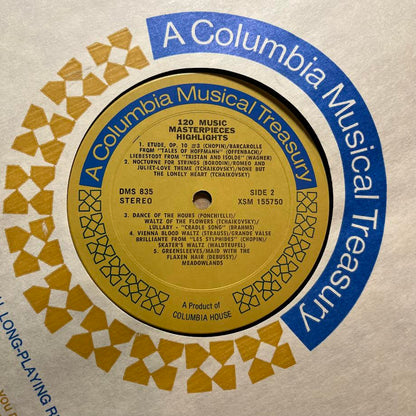 A Columbia Musical Treasury
A Columbia Musical Treasury
120 MUSIC
MASTERPIECES
HIGHLIGHTS
1. ETUDE, OP. 10 #3 (CHOPIN)/BARCAROLLE
FROM "TALES OF HOFFMANN" (OFFENBACH)/
LIEBESTODT FROM "TRISTAN AND ISOLDE" (WAGNER)
2. NOCTURNE FOR STRINGS (BORODIN)/ROMEO AND
JULIET-LOVE THEME (TCHAIKOVSKY)/NONE BUT
THE LONELY HEART (TCHAIKOVSKY)
DMS 835
STEREO
SIDE 2
XSM 155750
3. DANCE OF THE HOURS (PONCHIELLI)/
WALTZ OF THE FLOWERS (TCHAIKOVSKY)/
LULLABY - "CRADLE SONG" (BRAHMS)
4. VIENNA BLOOD WALTZ (STRAUSS)/GRANDE VALSE
BRILLIANTE FROM "LES SYLPHIDES" (CHOPIN)/
SKATER'S WALTZ (WALDTEUFEL)
5. GREENSLEEVES/MAID WITH THE
FLAXEN HAIR (DEBUSSY)/
MEADOWLANDS
A Product of
COLUMBIA HOUSE
LONG-PLAYING
YOU